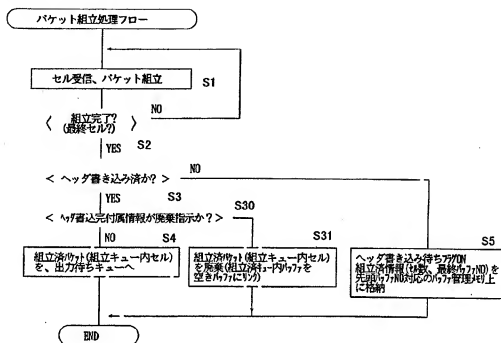 パケット組立処理フロー
セル受信、パケット組立
S1
組立完了?
(最終セル?)
NO
YES
S2
< ヘッダ書き込み済か? >
NO
YES
S3
< ヘッダ書込完付属情報が廃棄指示か? >
S30
NO
S4
YES
S31
S5
組立済パケット(組立キュー内セル)
を、出力待ちキューへ
組立済パケット(組立キュー内セル)
を廃棄(組立済キュー内バッファを
空きバッファにリンク)
ヘッダ書き込み待ちフラグON
組立済情報(セル数、最終バッファNO)を
先頭バッファNO対応のバッファ管理メモリ上
に格納
END